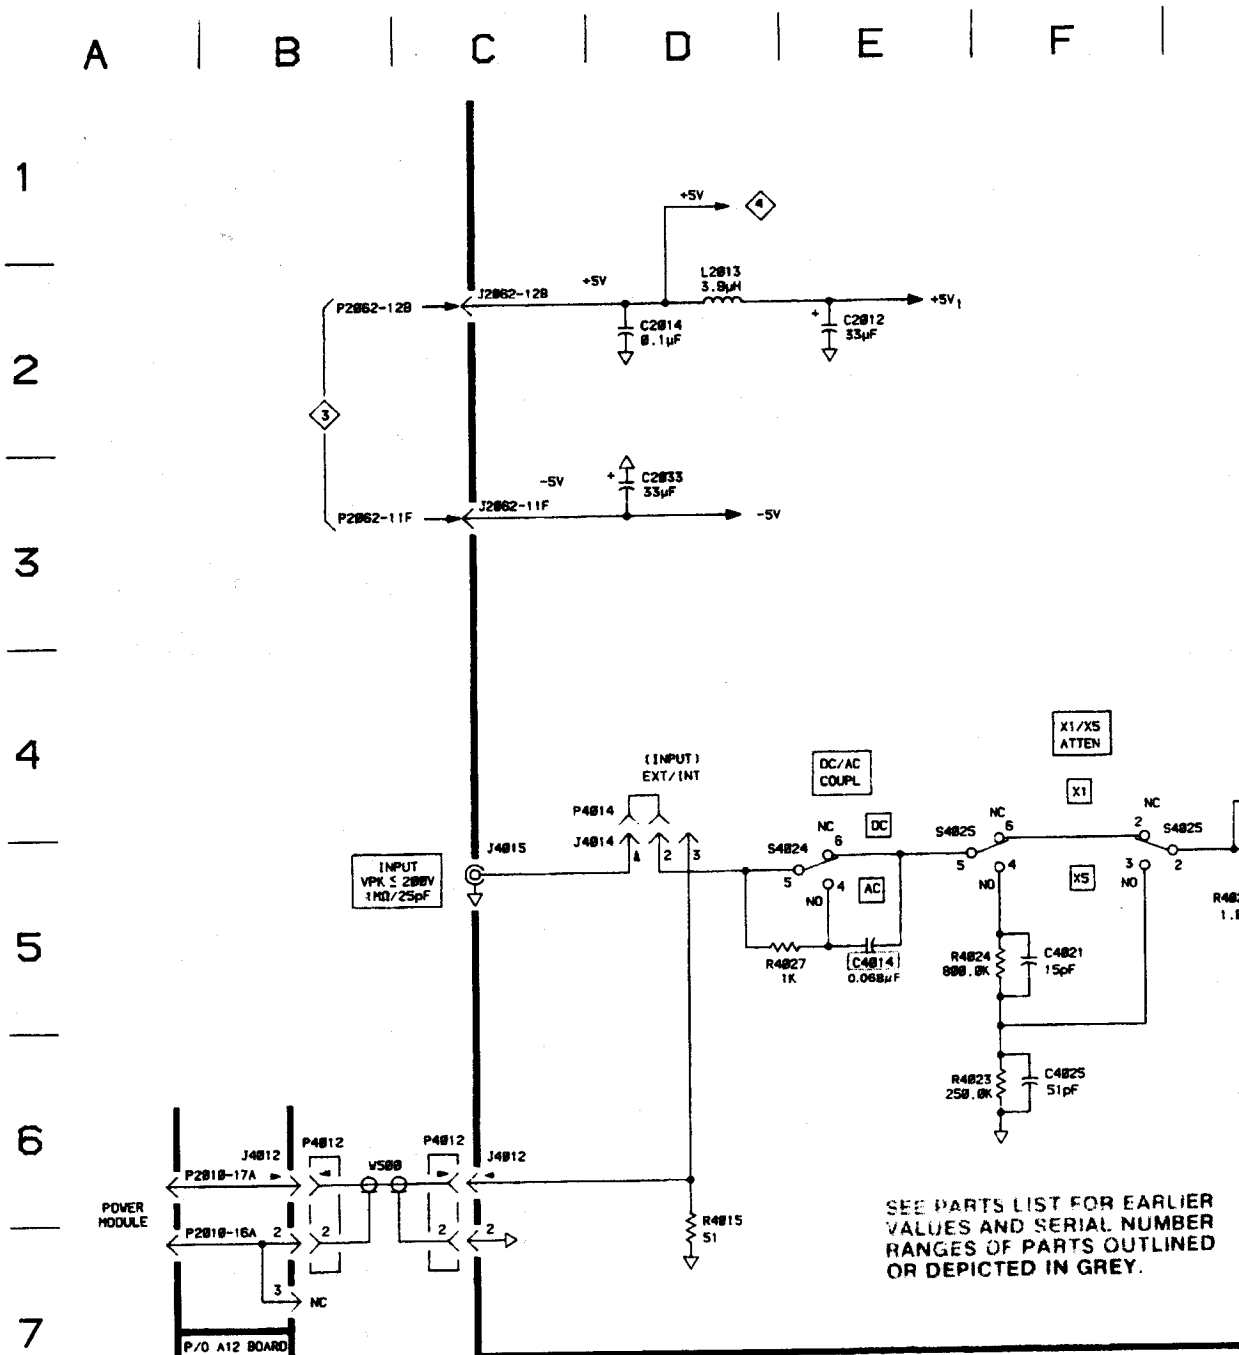 A B C D E F
1
+5V 4
L2013
3.9µH
+5V
J2062-12B
P2062-12B
+5V1
+ C2012
33µF
C2014
0.1µF
2
3
-5V
+ C2033
33µF
J2062-11F
P2062-11F
-5V
3
X1/X5
ATTEN
4
(INPUT)
EXT/INT
DC/AC
COUPL
X1
P4014
J4014
NC 6 DC
S4024
S4025 NC 6
NC
2 S4025
J4015
INPUT
VPK ≤ 200V
1MΩ/25pF
2 3
5 4 AC
NO
5 4
NO
X5
3 2
NO
5
R4027
1K
C4014
0.068µF
R4024
800.0K
C4021
15pF
R4023
250.0K
C4025
51pF
6
J4012 P4012 W500 P4012 J4012
P2010-17A
POWER
MODULE
P2010-16A 2 2 2 2
R4015
51
3 NC
SEE PARTS LIST FOR EARLIER
VALUES AND SERIAL NUMBER
RANGES OF PARTS OUTLINED
OR DEPICTED IN GREY.
7
P/O A12 BOARD